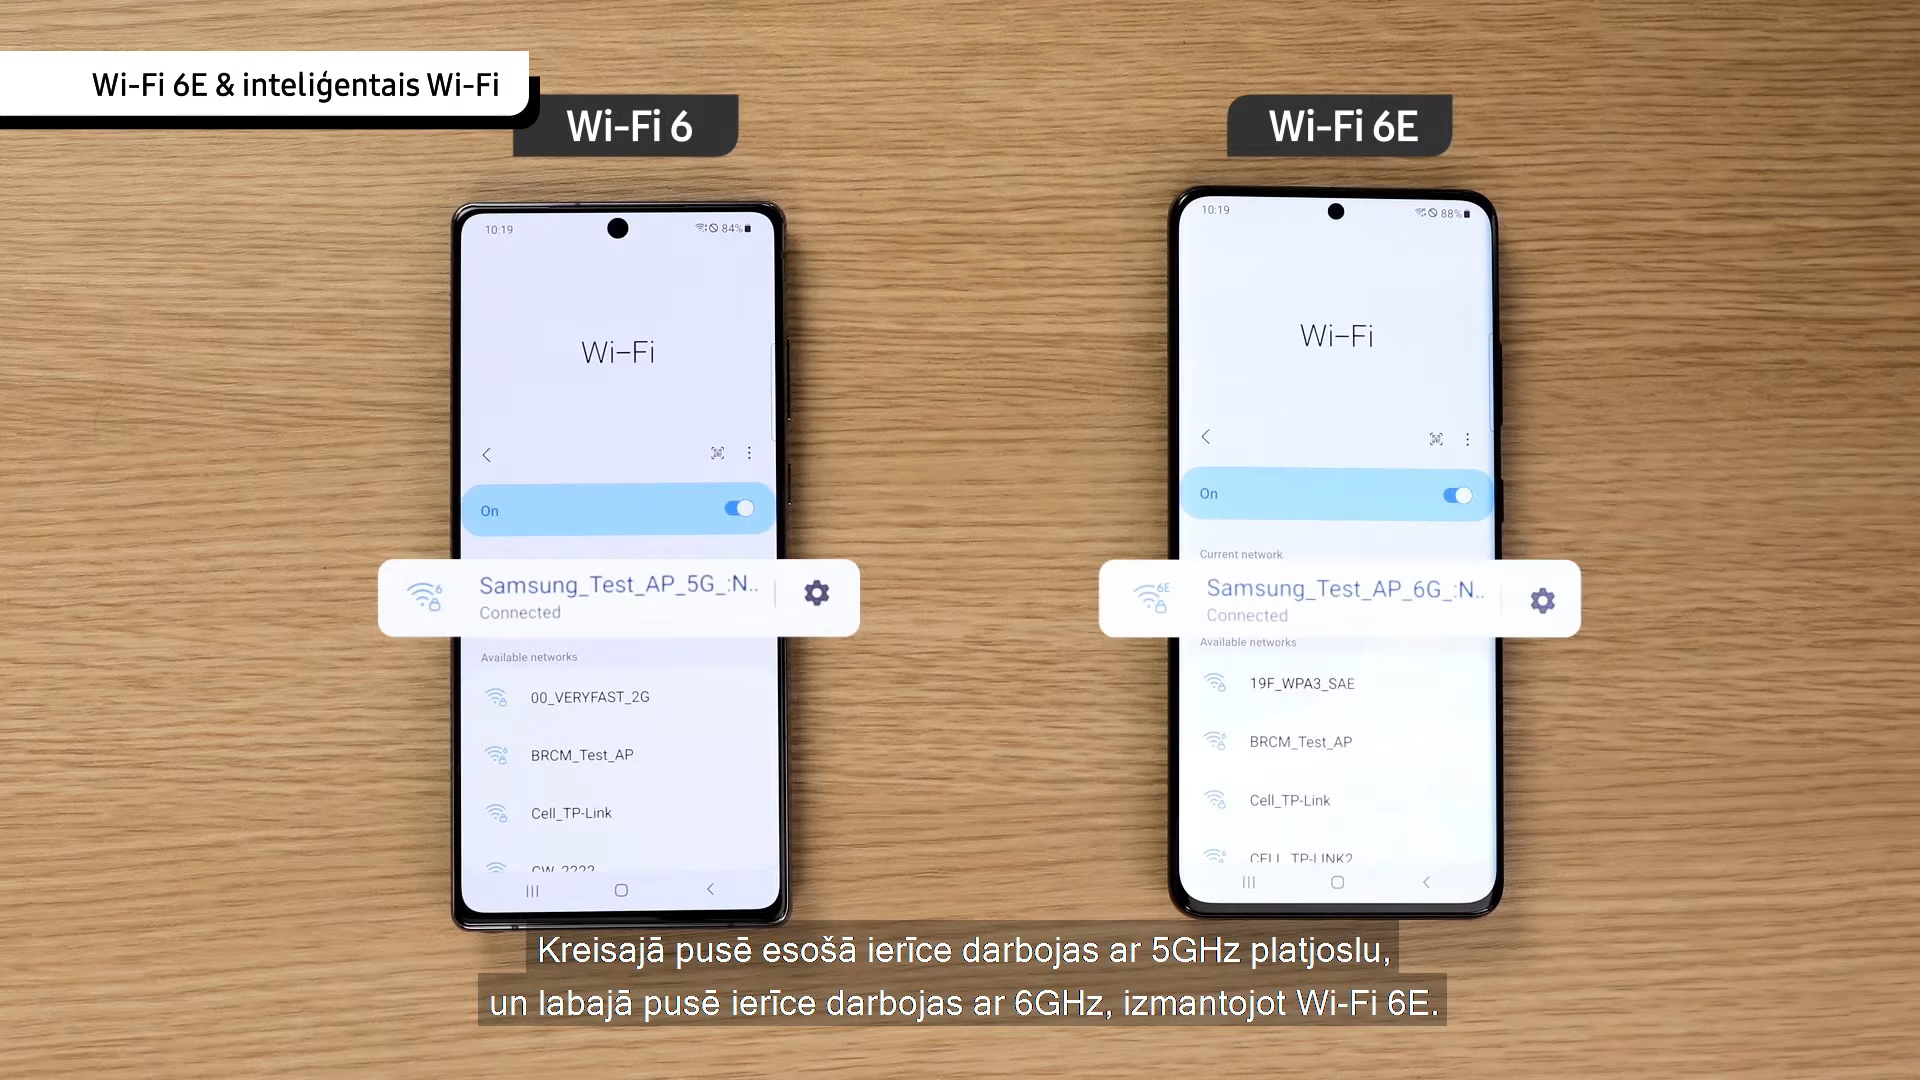 Wi-Fi 6E & inteliģentais Wi-Fi
Wi-Fi 6
Wi-Fi 6E
10:19
84%
Wi-Fi
On
Samsung_Test_AP_5G_:N..
Connected
Available networks
00_VERYFAST_2G
BRCM_Test_AP
Cell_TP-Link
10:19
88%
Wi-Fi
On
Current network
Samsung_Test_AP_6G_:N..
Connected
Available networks
19F_WPA3_SAE
BRCM_Test_AP
Cell_TP-Link
CELL_TP-LINK2
Kreisajā pusē esošā ierīce darbojas ar 5GHz platjoslu,
un labajā pusē ierīce darbojas ar 6GHz, izmantojot Wi-Fi 6E.